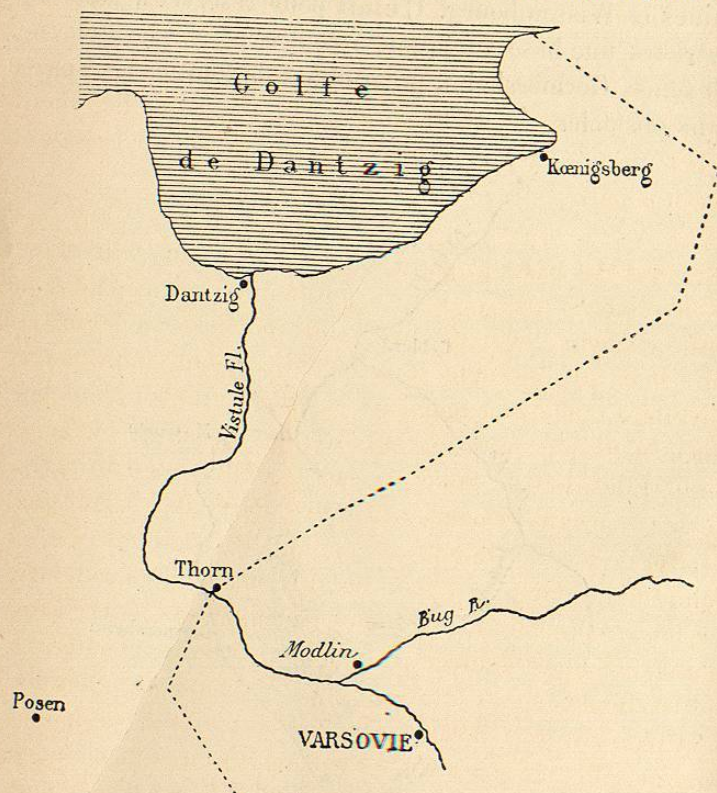 Golfe
de Dantzig
Kœnigsberg
Dantzig
Vistule Fl.
Thorn
Bug R.
Modlin
Posen
VARSOVIE